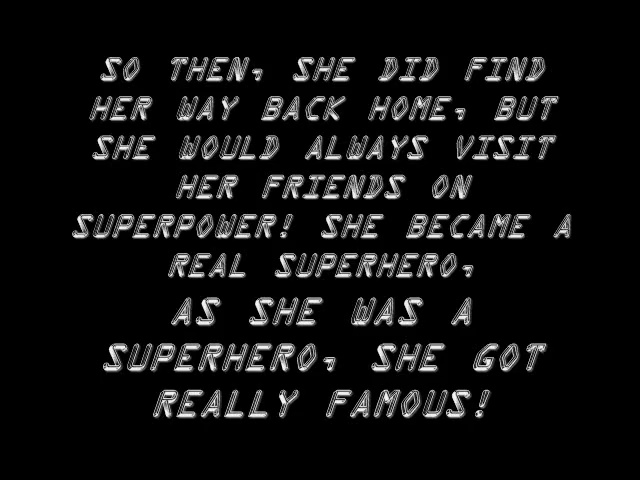 SO THEN, SHE DID FIND
HER WAY BACK HOME, BUT
SHE WOULD ALWAYS VISIT
HER FRIENDS ON
SUPERPOWER! SHE BECAME A
REAL SUPERHERO,
AS SHE WAS A
SUPERHERO, SHE GOT
REALLY FAMOUS!